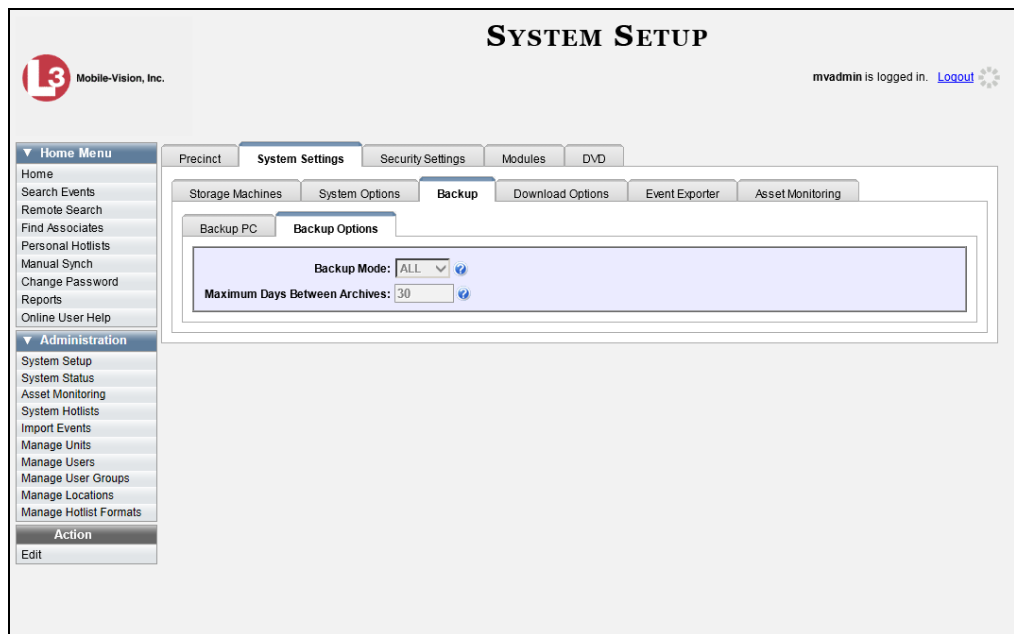 SYSTEM SETUP
L3 Mobile-Vision, Inc.
mvadmin is logged in. Logout
▼ Home Menu
Home
Search Events
Remote Search
Find Associates
Personal Hotlists
Manual Synch
Change Password
Reports
Online User Help
▼ Administration
System Setup
System Status
Asset Monitoring
System Hotlists
Import Events
Manage Units
Manage Users
Manage User Groups
Manage Locations
Manage Hotlist Formats
Action
Edit
Precinct System Settings Security Settings Modules DVD
Storage Machines System Options Backup Download Options Event Exporter Asset Monitoring
Backup PC Backup Options
Backup Mode: ALL ?
Maximum Days Between Archives: 30 ?